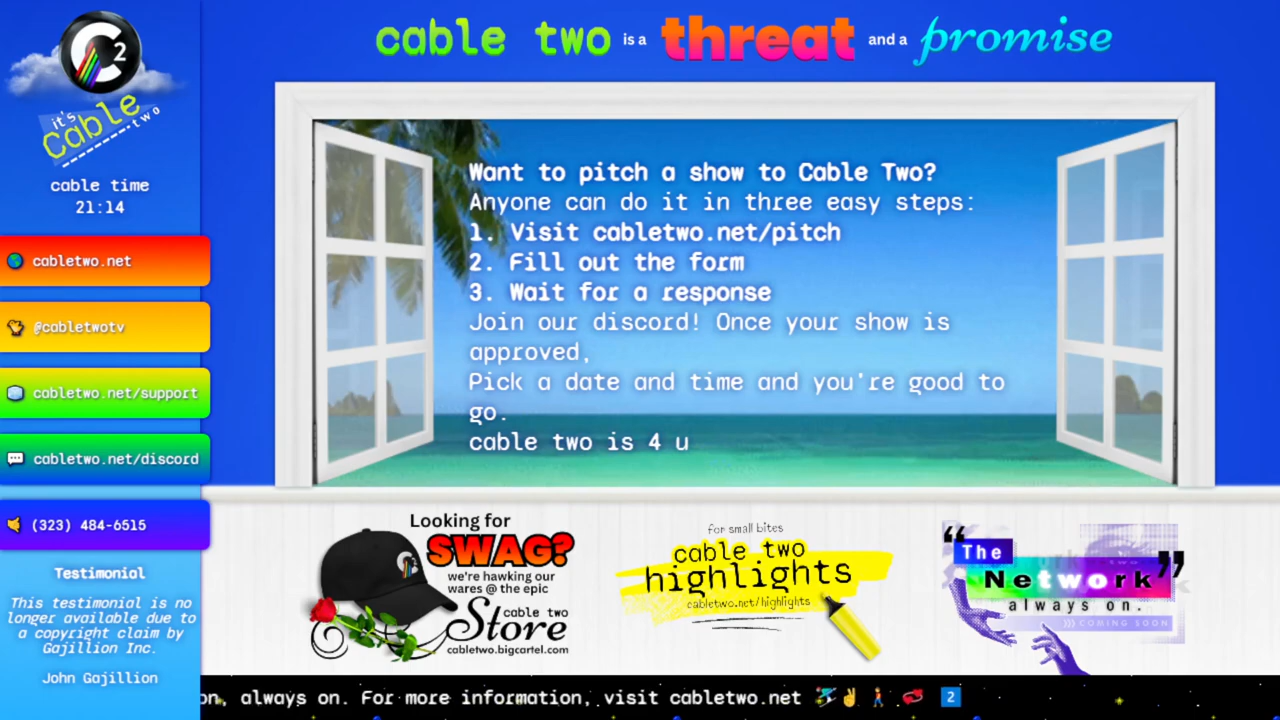 C2
it's
cable
two
cable time
21:14
cabletwo.net
@cabletwotv
cabletwo.net/support
cabletwo.net/discord
(323) 484-6515
Testimonial
This testimonial is no
longer available due to
a copyright claim by
Gajillion Inc.
John Gajillion
cable two is a threat and a promise
Want to pitch a show to Cable Two?
Anyone can do it in three easy steps:
1. Visit cabletwo.net/pitch
2. Fill out the form
3. Wait for a response
Join our discord! Once your show is
approved,
Pick a date and time and you're good to
go.
cable two is 4 u
Looking for
SWAG?
we're hawking our
wares @ the epic
cable two
Store
cabletwo.bigcartel.com
for small bites
cable two
highlights
cabletwo.net/highlights
“The
Network”
always on.
))) COMING SOON
on, always on. For more information, visit cabletwo.net 2